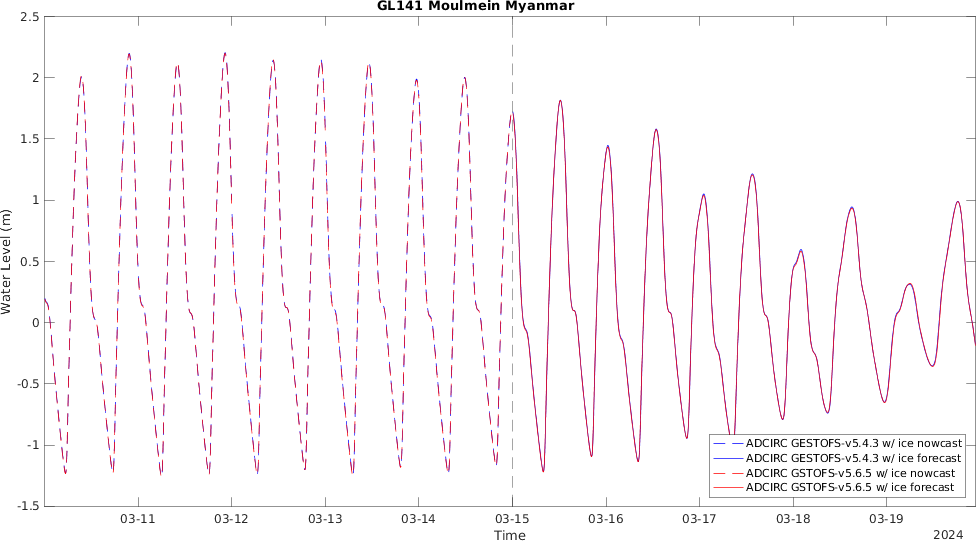 GL141 Moulmein Myanmar
2.5
2
1.5
1
0.5
0
-0.5
-1
-1.5
Water Level (m)
03-11 03-12 03-13 03-14 03-15 03-16 03-17 03-18 03-19
Time
2024
ADCIRC GESTOFS-v5.4.3 w/ ice nowcast
ADCIRC GESTOFS-v5.4.3 w/ ice forecast
ADCIRC GSTOFS-v5.6.5 w/ ice nowcast
ADCIRC GSTOFS-v5.6.5 w/ ice forecast